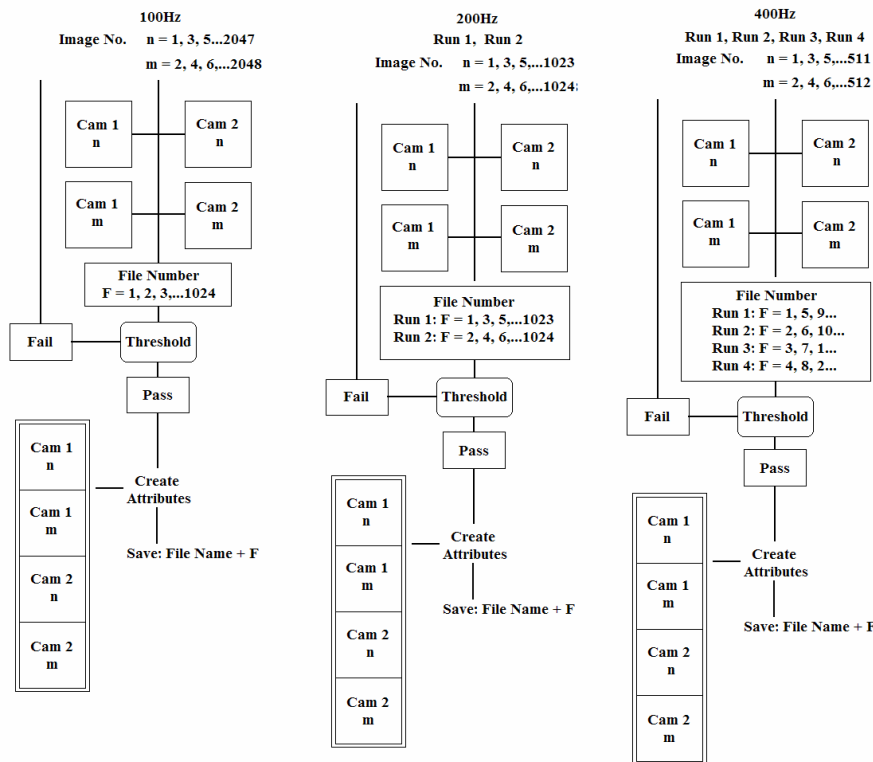 100Hz
Image No. n = 1, 3, 5...2047
m = 2, 4, 6,...2048
Cam 1
n
Cam 2
n
Cam 1
m
Cam 2
m
File Number
F = 1, 2, 3,...1024
Fail
Threshold
Pass
Cam 1
n
Cam 1
m
Cam 2
n
Cam 2
m
Create
Attributes
Save: File Name + F
200Hz
Run 1, Run 2
Image No. n = 1, 3, 5,...1023
m = 2, 4, 6,...1024
Cam 1
n
Cam 2
n
Cam 1
m
Cam 2
m
File Number
Run 1: F = 1, 3, 5,...1023
Run 2: F = 2, 4, 6,...1024
Fail
Threshold
Pass
Cam 1
n
Cam 1
m
Cam 2
n
Cam 2
m
Create
Attributes
Save: File Name + F
400Hz
Run 1, Run 2, Run 3, Run 4
Image No. n = 1, 3, 5,...511
m = 2, 4, 6,...512
Cam 1
n
Cam 2
n
Cam 1
m
Cam 2
m
File Number
Run 1: F = 1, 5, 9...
Run 2: F = 2, 6, 10...
Run 3: F = 3, 7, 1...
Run 4: F = 4, 8, 2...
Fail
Threshold
Pass
Cam 1
n
Cam 1
m
Cam 2
n
Cam 2
m
Create
Attributes
Save: File Name + F